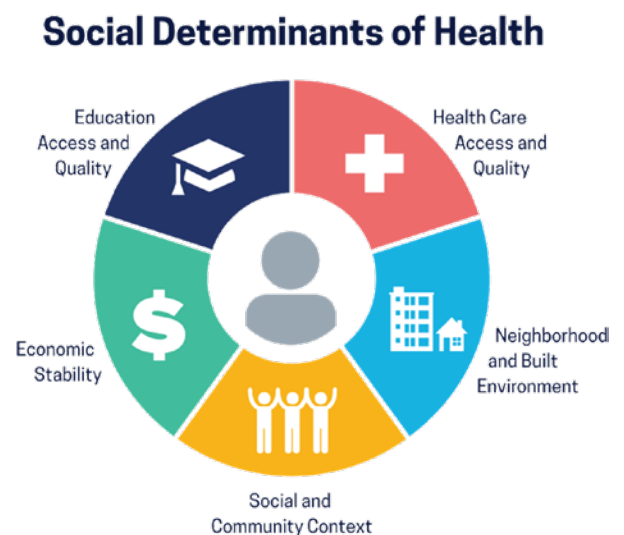 Social Determinants of Health
Education
Access and
Quality
Health Care
Access and
Quality
$
Economic
Stability
Neighborhood
and Built
Environment
Social and
Community Context